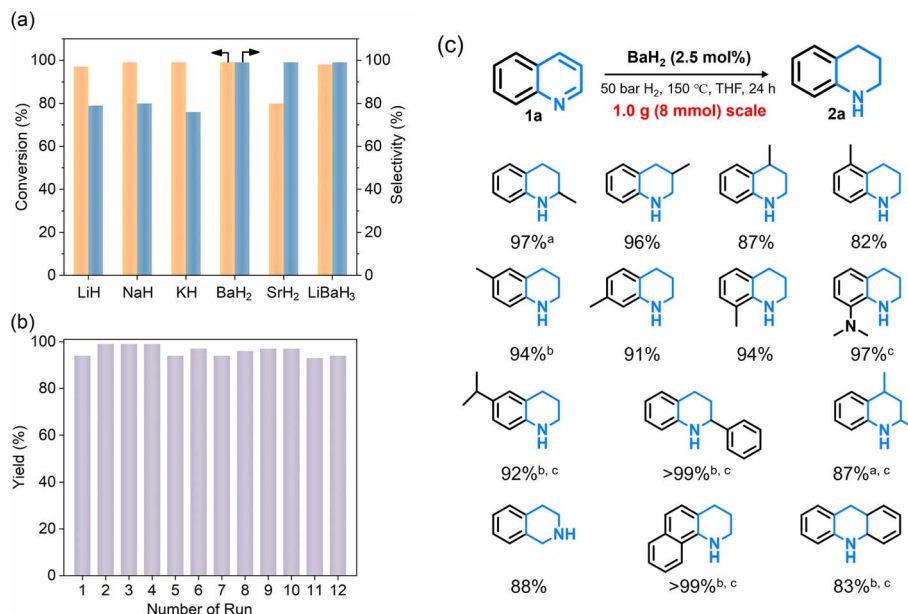 (a)
100
80
60
40
20
0
Conversion (%)
100
80
60
40
20
0
Selectivity (%)
LiH NaH KH BaH₂ SrH₂ LiBaH₃
(b)
100
80
60
40
20
0
Yield (%)
1 2 3 4 5 6 7 8 9 10 11 12
Number of Run
(c)
N
1a
BaH₂ (2.5 mol%)
50 bar H₂, 150 °C, THF, 24 h
1.0 g (8 mmol) scale
N
H
2a
N
H
97%ᵃ
N
H
96%
N
H
87%
N
H
82%
N
H
94%ᵇ
N
H
91%
N
H
94%
N
H
N
97%ᶜ
N
H
92%ᵇ, ᶜ
N
H
>99%ᵇ, ᶜ
N
H
87%ᵃ, ᶜ
NH
88%
N
H
>99%ᵇ, ᶜ
N
H
83%ᵇ, ᶜ